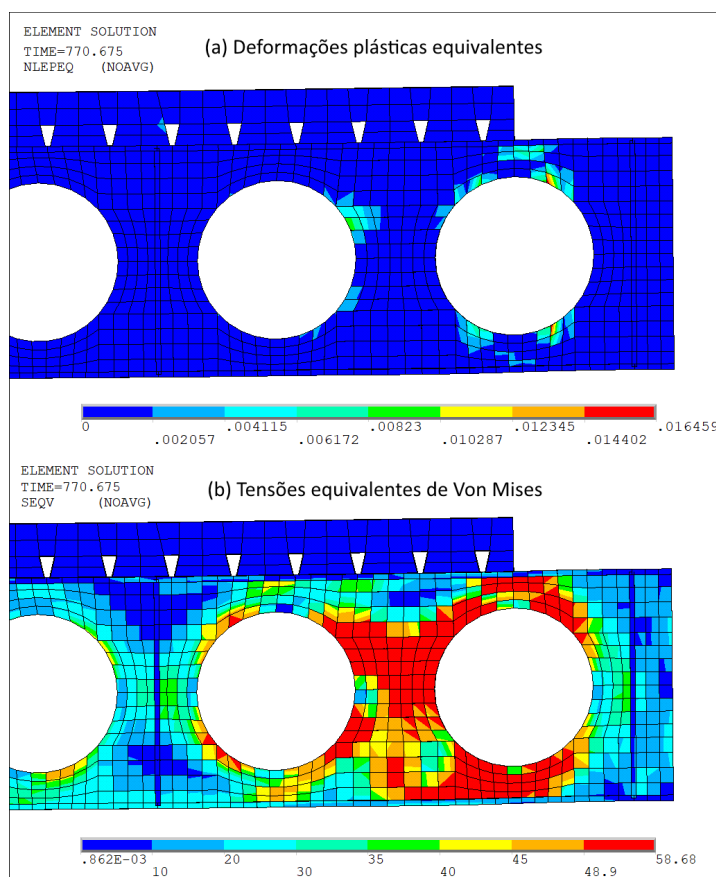 ELEMENT SOLUTION
TIME=770.675
(a) Deformações plásticas equivalentes
NLEPEQ (NOAVG)
0 .004115 .00823 .012345 .016459
.002057 .006172 .010287 .014402
ELEMENT SOLUTION
TIME=770.675
(b) Tensões equivalentes de Von Mises
SEQV (NOAVG)
.862E-03 20 35 45 58.68
10 30 40 48.9